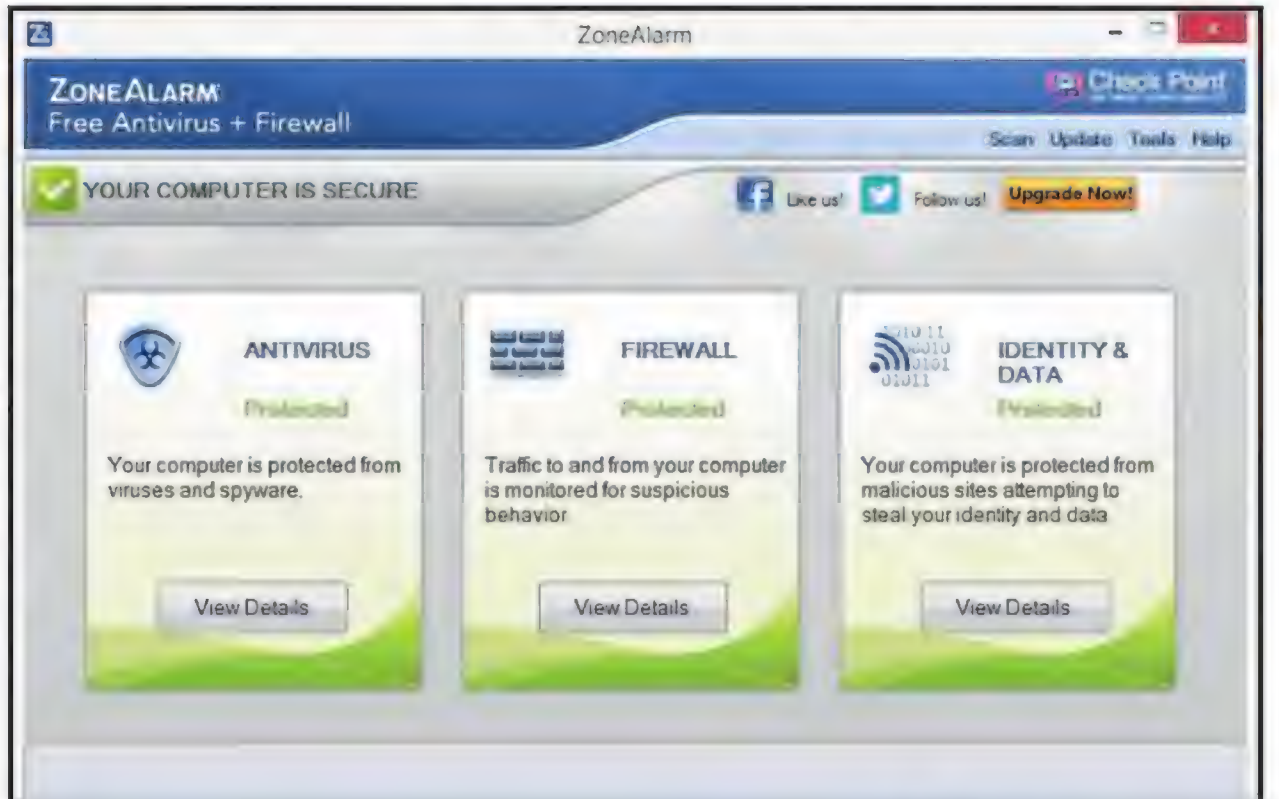 ZoneAlarm
ZONEALARM
Free Antivirus + Firewall
Check Point
Scan Update Tools Help
YOUR COMPUTER IS SECURE
Like us!
Follow us!
Upgrade Now!
ANTIVIRUS
Protected
Your computer is protected from
viruses and spyware.
View Details
FIREWALL
Protected
Traffic to and from your computer
is monitored for suspicious
behavior
View Details
IDENTITY &
DATA
Protected
Your computer is protected from
malicious sites attempting to
steal your identity and data
View Details